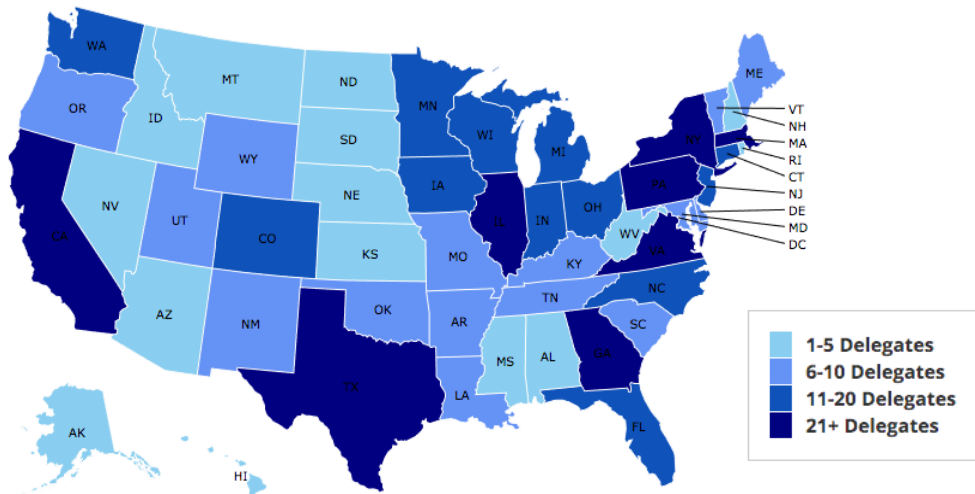 WA
OR
ID
MT
ND
SD
WY
NE
NV
UT
CO
KS
CA
AZ
NM
OK
TX
MN
IA
WI
MI
IL
IN
OH
MO
AR
LA
KY
TN
MS
AL
GA
FL
SC
NC
VA
WV
PA
NY
ME
VT
NH
MA
RI
CT
NJ
DE
MD
DC
AK
HI
1-5 Delegates
6-10 Delegates
11-20 Delegates
21+ Delegates